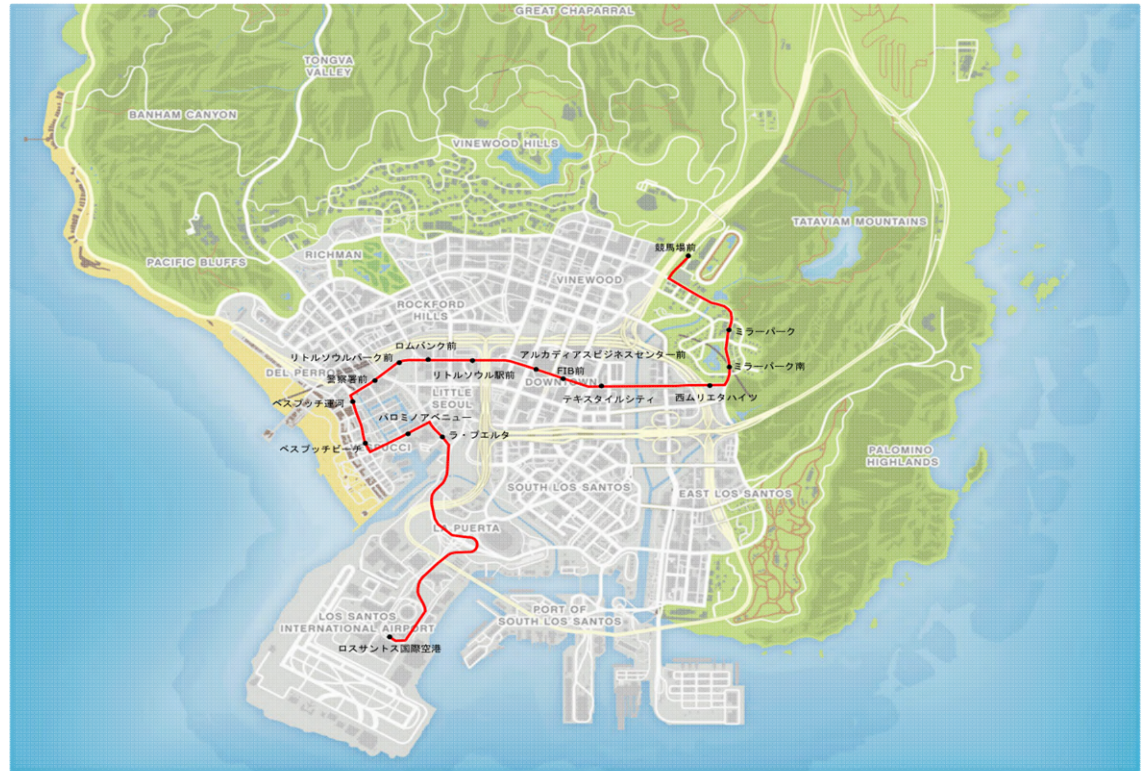 GREAT CHAPARRAL
TONGVA
VALLEY
BANHAM CANYON
VINEWOOD HILLS
TATAVIAM MOUNTAINS
競馬場前
RICHMAN
PACIFIC BLUFFS
VINEWOOD
ROCKFORD
HILLS
ミラーパーク
ロムバンク前
アルカディアスビジネスセンター前
リトルソウルパーク前
ミラーパーク南
FIB前
DEL PERRO
リトルソウル駅前
警察署前
DOWNTOWN
LITTLE
SEOUL
テキスタイルシティ
西ムリエタハイツ
ベスプッチ運河
パロミノアベニュー
ラ・プエルタ
ベスプッチビーチ
PUCCI
PALOMINO
HIGHLANDS
SOUTH LOS SANTOS
EAST LOS SANTOS
LA PUERTA
PORT OF
SOUTH LOS SANTOS
LOS SANTOS
INTERNATIONAL AIRPORT
ロスサントス国際空港